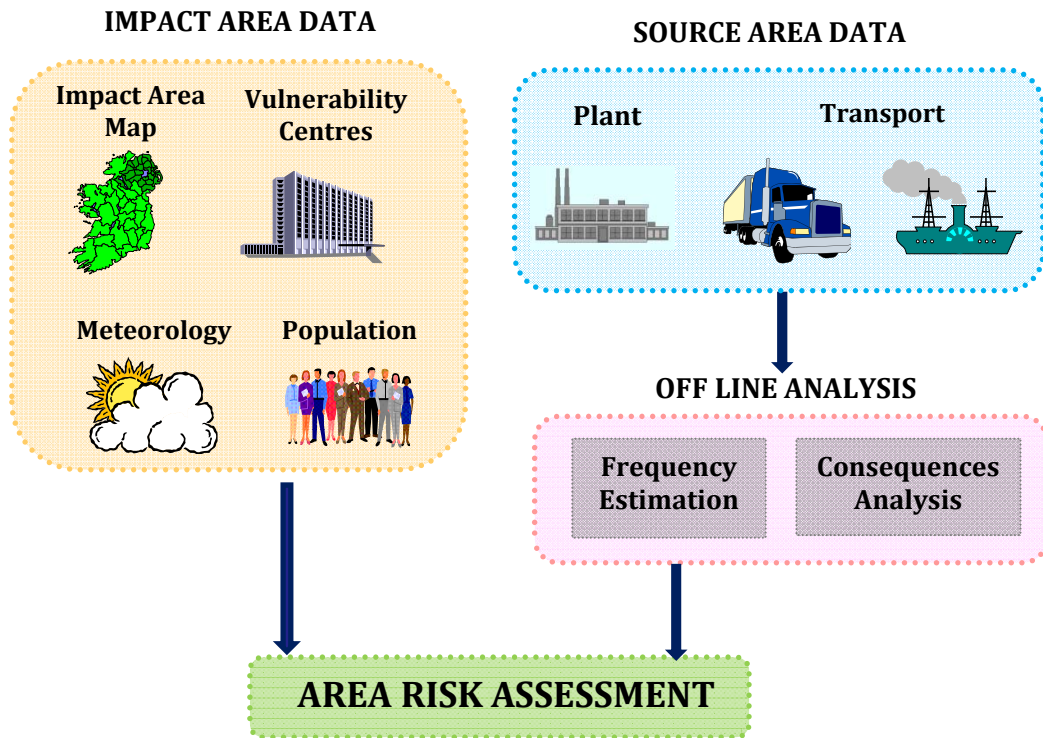 IMPACT AREA DATA
Impact Area
Map
Vulnerability
Centres
Meteorology
Population
SOURCE AREA DATA
Plant
Transport
OFF LINE ANALYSIS
Frequency
Estimation
Consequences
Analysis
AREA RISK ASSESSMENT